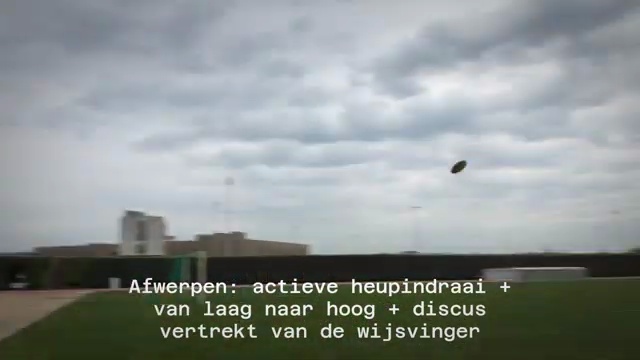 Afwerpen: actieve heupindraai +
van laag naar hoog + discus
vertrekt van de wijsvinger